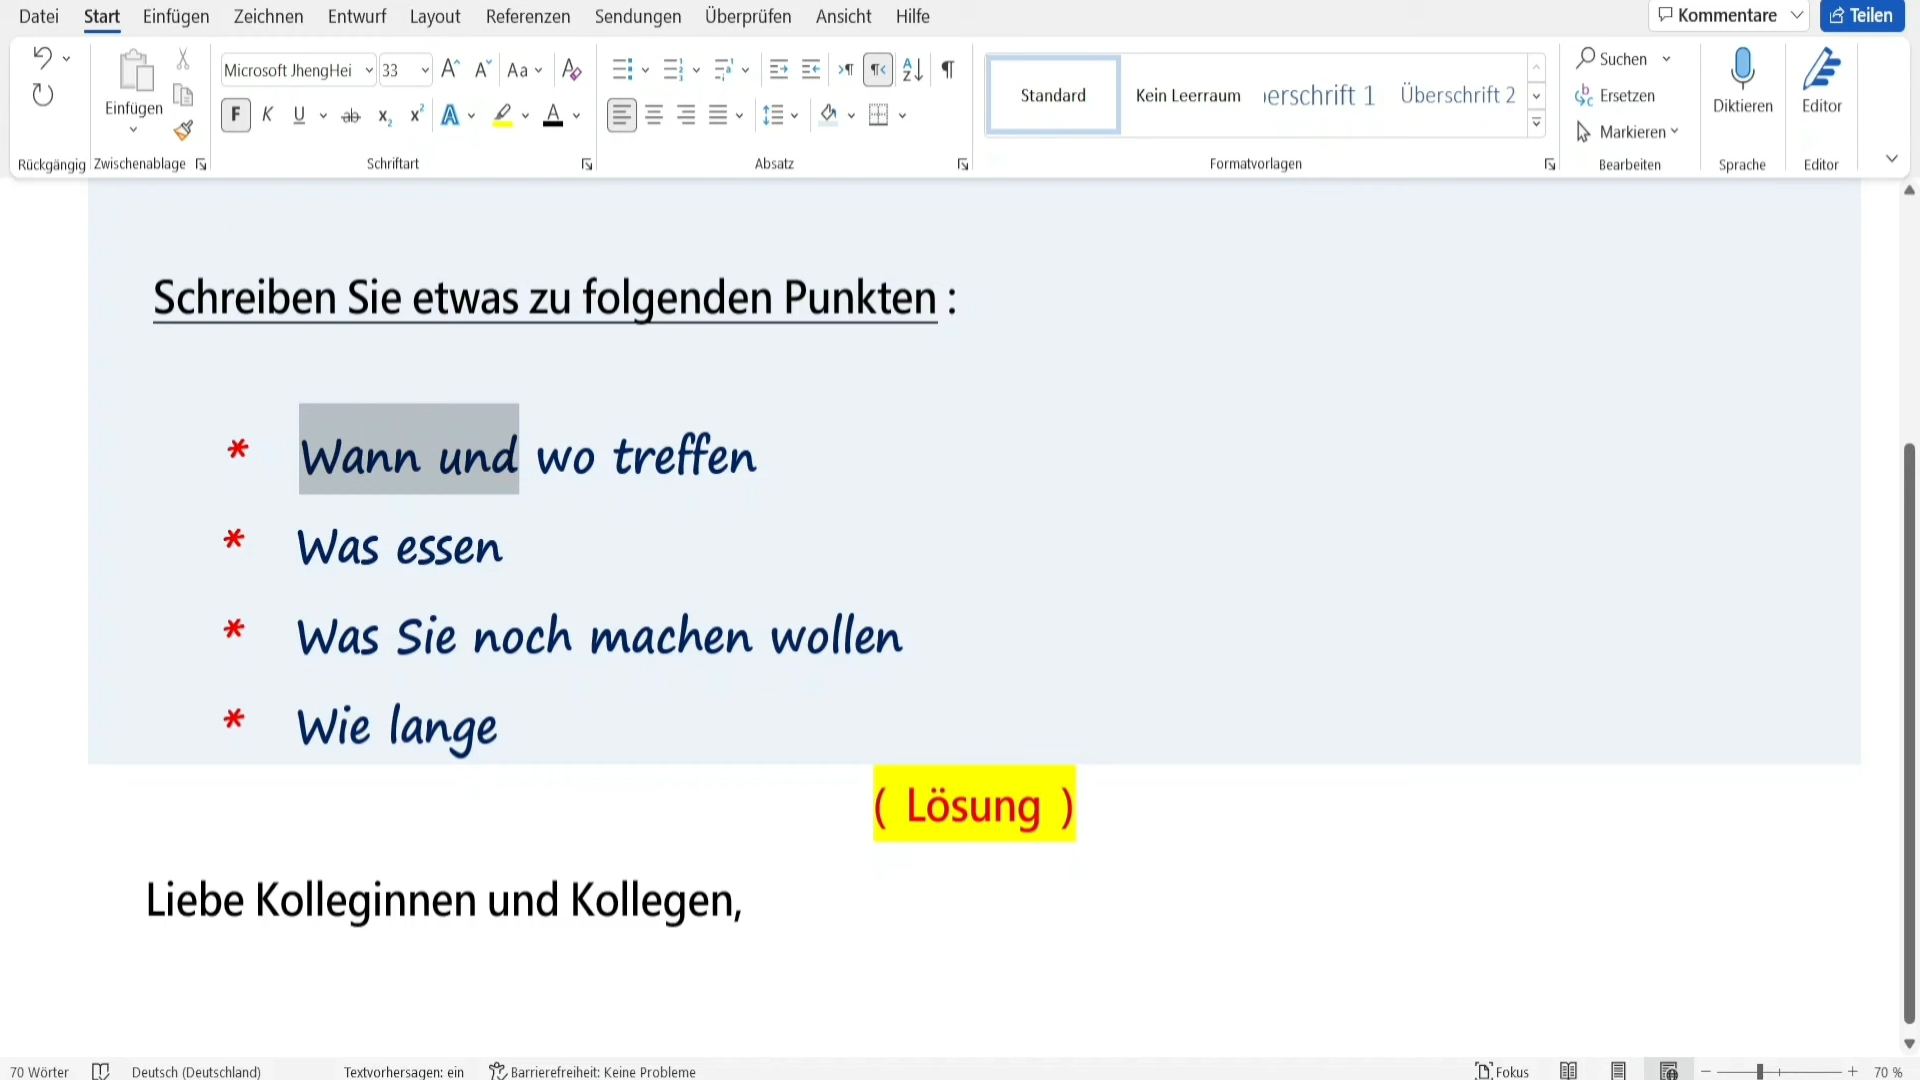 Datei Start Einfügen Zeichnen Entwurf Layout Referenzen Sendungen Überprüfen Ansicht Hilfe Kommentare Teilen
Microsoft JhengHei 33 Aa Suchen
Einfügen Standard Kein Leerraum erschrift 1 Überschrift 2 Ersetzen Diktieren Editor
F K U ab x₂ x² A A Markieren
Rückgängig Zwischenablage Schriftart Absatz Formatvorlagen Bearbeiten Sprache Editor
Schreiben Sie etwas zu folgenden Punkten :
* Wann und wo treffen
* Was essen
* Was Sie noch machen wollen
* Wie lange
( Lösung )
Liebe Kolleginnen und Kollegen,
70 Wörter Deutsch (Deutschland) Textvorhersagen: ein Barrierefreiheit: Keine Probleme Fokus 70 %